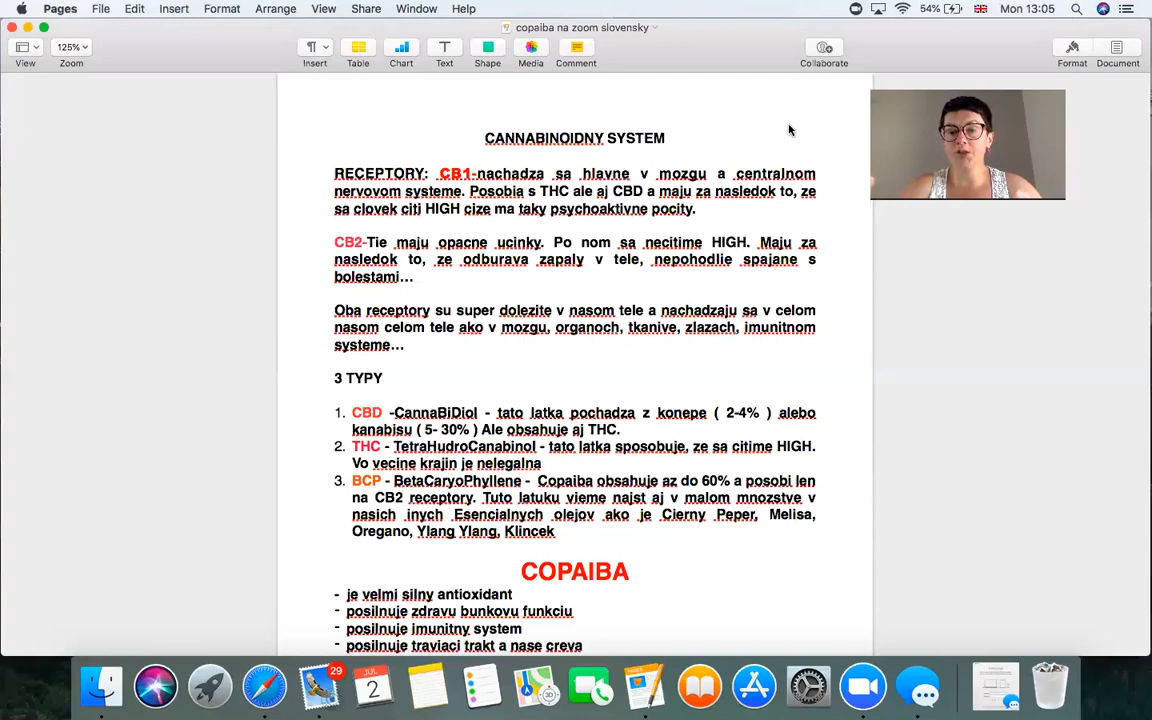 Pages File Edit Insert Format Arrange View Share Window Help 54% Mon 13:05
copaiba na zoom slovensky
125%
View Zoom Insert Table Chart Text Shape Media Comment Collaborate Format Document
CANNABINOIDNY SYSTEM
RECEPTORY: CB1-nachadza sa hlavne v mozgu a centralnom
nervovom systeme. Posobia s THC ale aj CBD a maju za nasledok to, ze
sa clovek citi HIGH cize ma taky psychoaktivne pocity.
CB2-Tie maju opacne ucinky. Po nom sa necitime HIGH. Maju za
nasledok to, ze odburava zapaly v tele, nepohodlie spajane s
bolestami...
Oba receptory su super dolezite v nasom tele a nachadzaju sa v celom
nasom celom tele ako v mozgu, organoch, tkanive, zlazach, imunitnom
systeme...
3 TYPY
1. CBD -CannaBiDiol - tato latka pochadza z konepe ( 2-4% ) alebo
kanabisu ( 5- 30% ) Ale obsahuje aj THC.
2. THC - TetraHudroCanabinol - tato latka sposobuje, ze sa citime HIGH.
Vo vecine krajin je nelegalna
3. BCP - BetaCaryoPhyllene - Copaiba obsahuje az do 60% a posobi len
na CB2 receptory. Tuto latuku vieme najst aj v malom mnozstve v
nasich inych Esencialnych olejov ako je Cierny Peper, Melisa,
Oregano, Ylang Ylang, Klincek
COPAIBA
- je velmi silny antioxidant
- posilnuje zdravu bunkovu funkciu
- posilnuje imunitny system
- posilnuje traviaci trakt a nase creva
29
JUL
2
3D